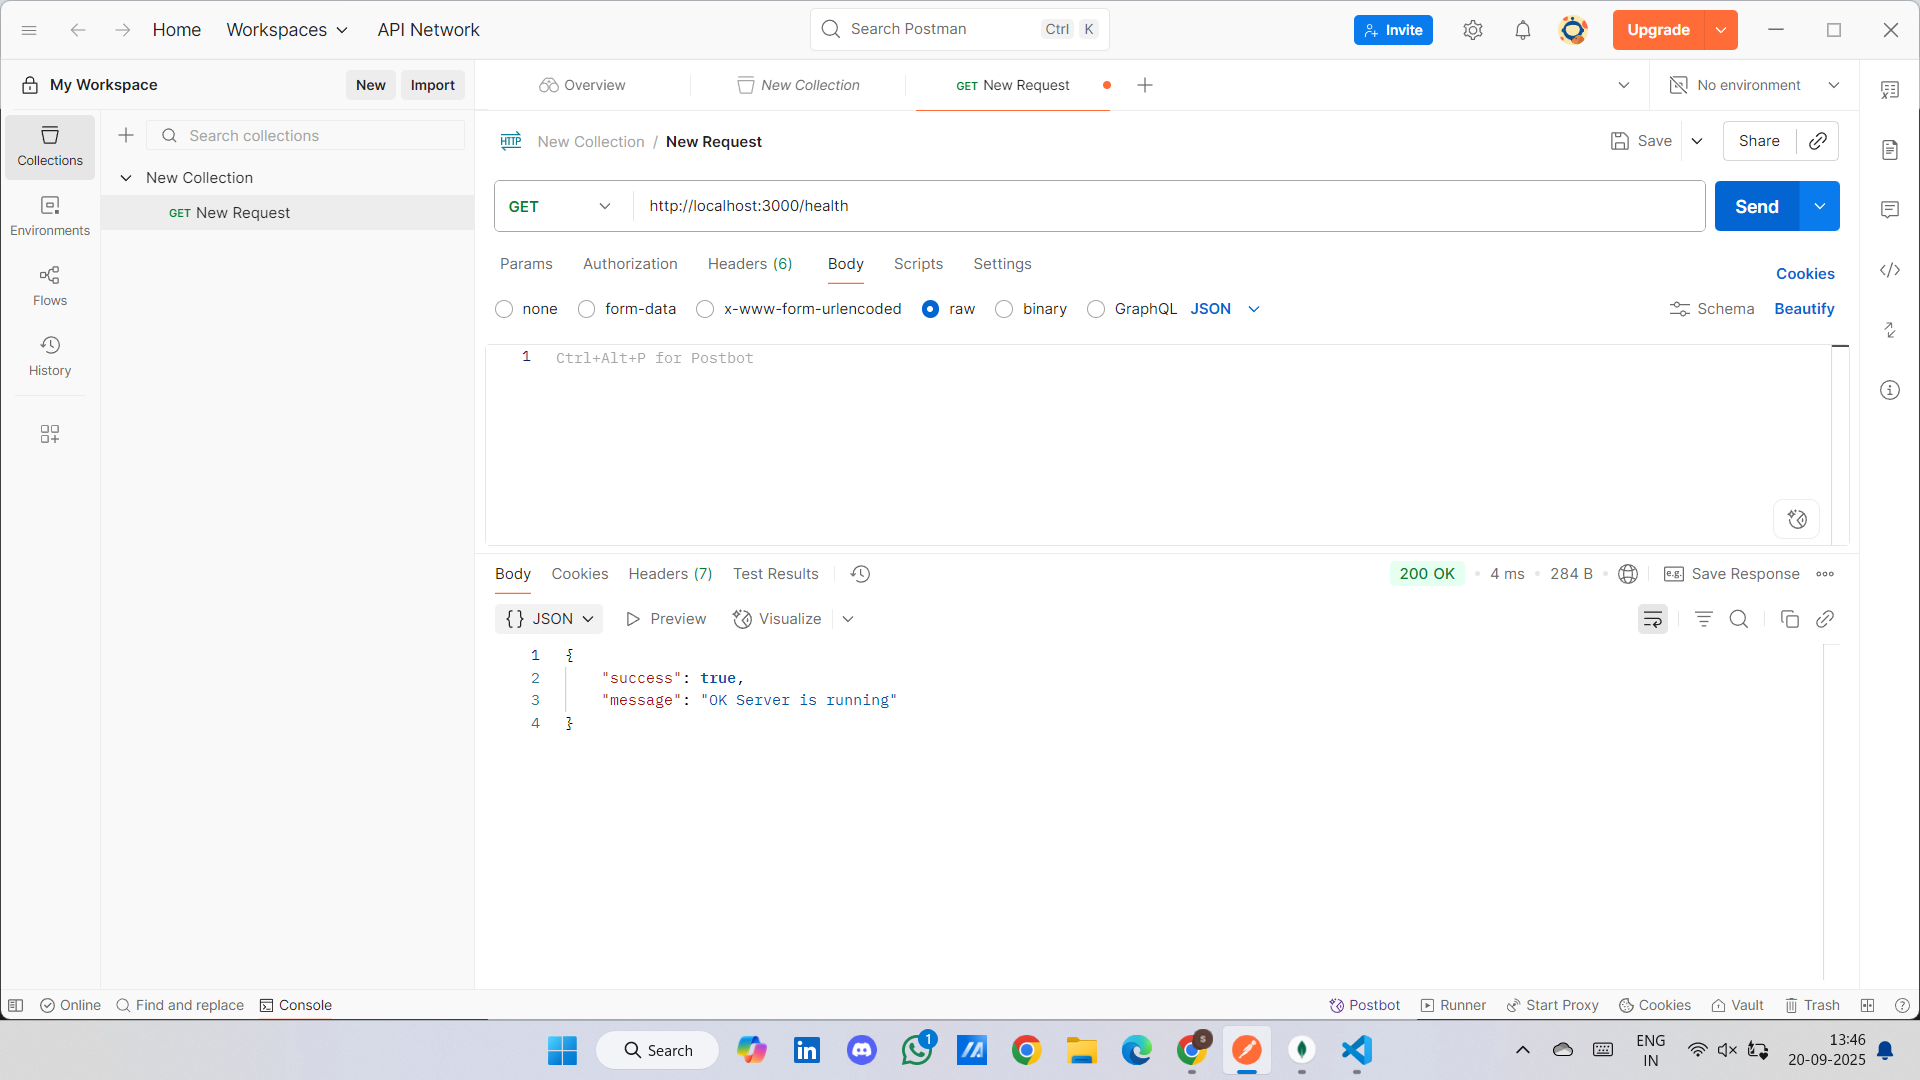 Home Workspaces API Network Search Postman Ctrl K Invite Upgrade
My Workspace New Import Overview New Collection GET New Request No environment
Collections
Search collections
New Collection / New Request Save Share
New Collection
GET New Request
Environments
Flows
History
GET http://localhost:3000/health Send
Params Authorization Headers (6) Body Scripts Settings Cookies
none form-data x-www-form-urlencoded raw binary GraphQL JSON Schema Beautify
1 Ctrl+Alt+P for Postbot
Body Cookies Headers (7) Test Results 200 OK 4 ms 284 B e.g. Save Response
{} JSON Preview Visualize
1 {
2 "success": true,
3 "message": "OK Server is running"
4 }
Online Find and replace Console Postbot Runner Start Proxy Cookies Vault Trash
Search 1 ENG IN 13:46
20-09-2025